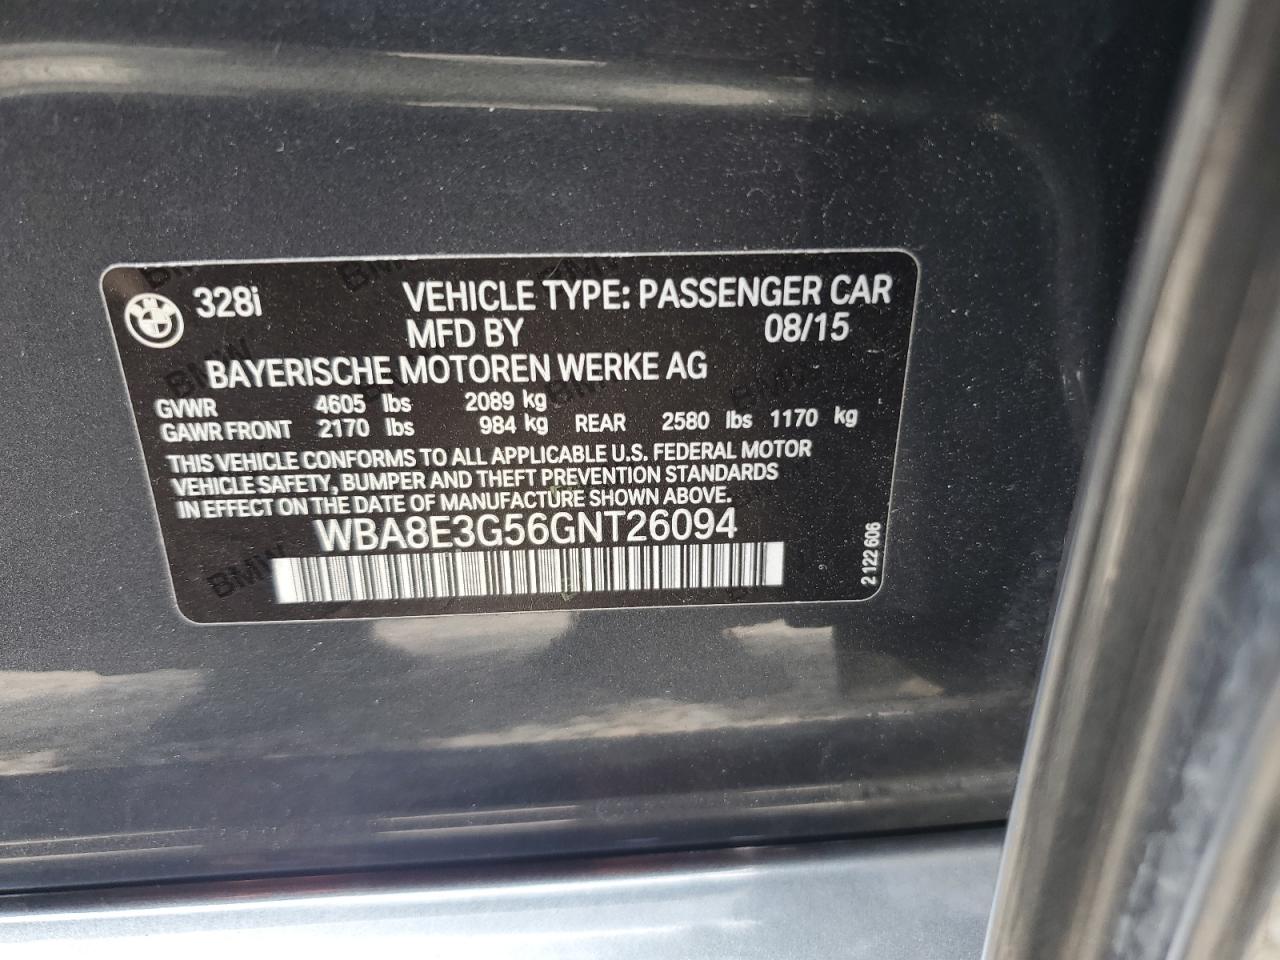 328i VEHICLE TYPE: PASSENGER CAR
MFD BY 08/15
BAYERISCHE MOTOREN WERKE AG
GVWR 4605 lbs 2089 kg
GAWR FRONT 2170 lbs 984 kg REAR 2580 lbs 1170 kg
THIS VEHICLE CONFORMS TO ALL APPLICABLE U.S. FEDERAL MOTOR
VEHICLE SAFETY, BUMPER AND THEFT PREVENTION STANDARDS
IN EFFECT ON THE DATE OF MANUFACTURE SHOWN ABOVE.
WBA8E3G56GNT26094
2 122 606